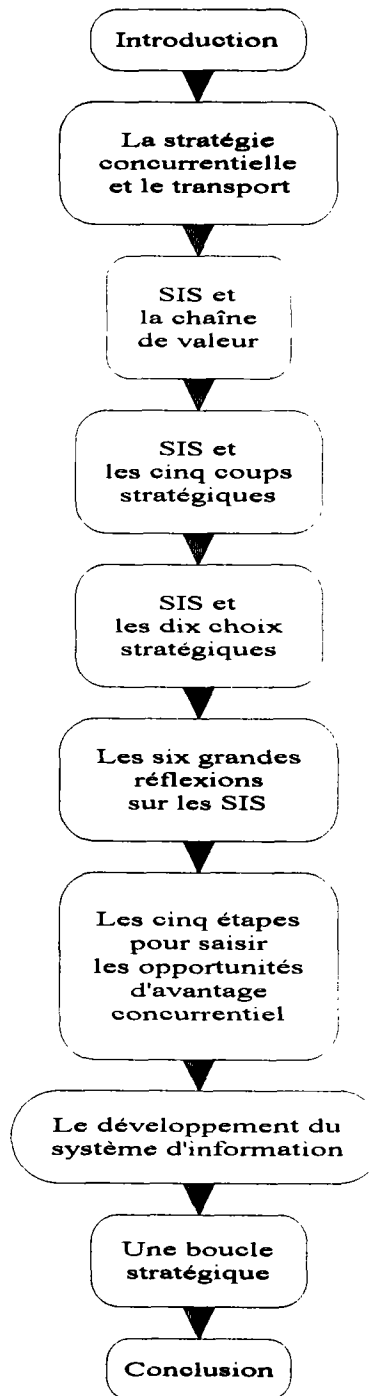 Introduction
La stratégie
concurrentielle
et le transport
SIS et
la chaîne
de valeur
SIS et
les cinq coups
stratégiques
SIS et
les dix choix
stratégiques
Les six grandes
réflexions
sur les SIS
Les cinq étapes
pour saisir
les opportunités
d'avantage
concurrentiel
Le développement du
système d'information
Une boucle
stratégique
Conclusion